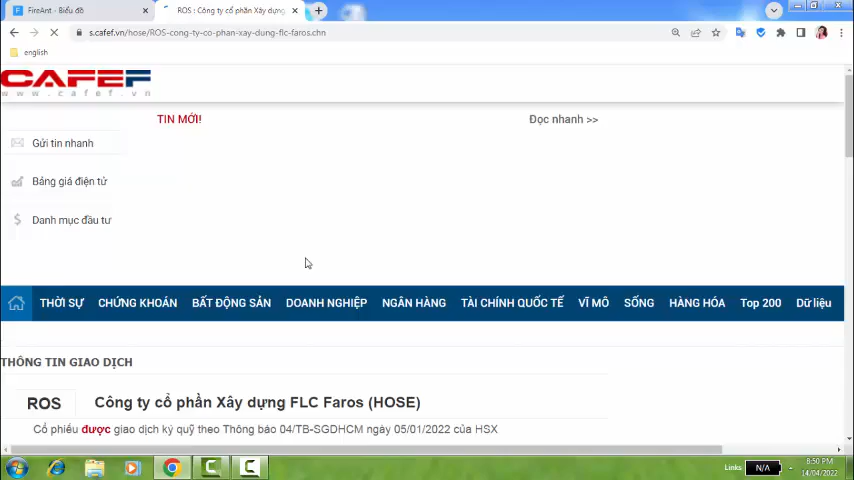 FireAnt - Biểu đồ
ROS : Công ty cổ phần Xây dựng
s.cafef.vn/hose/ROS-cong-ty-co-phan-xay-dung-flc-faros.chn
english
CAFEF
www.cafef.vn
TIN MỚI!
Đọc nhanh >>
Gửi tin nhanh
Bảng giá điện tử
Danh mục đầu tư
THỜI SỰ CHỨNG KHOÁN BẤT ĐỘNG SẢN DOANH NGHIỆP NGÂN HÀNG TÀI CHÍNH QUỐC TẾ VĨ MÔ SỐNG HÀNG HÓA Top 200 Dữ liệu
THÔNG TIN GIAO DỊCH
ROS
Công ty cổ phần Xây dựng FLC Faros (HOSE)
Cổ phiếu được giao dịch ký quỹ theo Thông báo 04/TB-SGDHCM ngày 05/01/2022 của HSX
Links
N/A
8:50 PM
14/04/2022